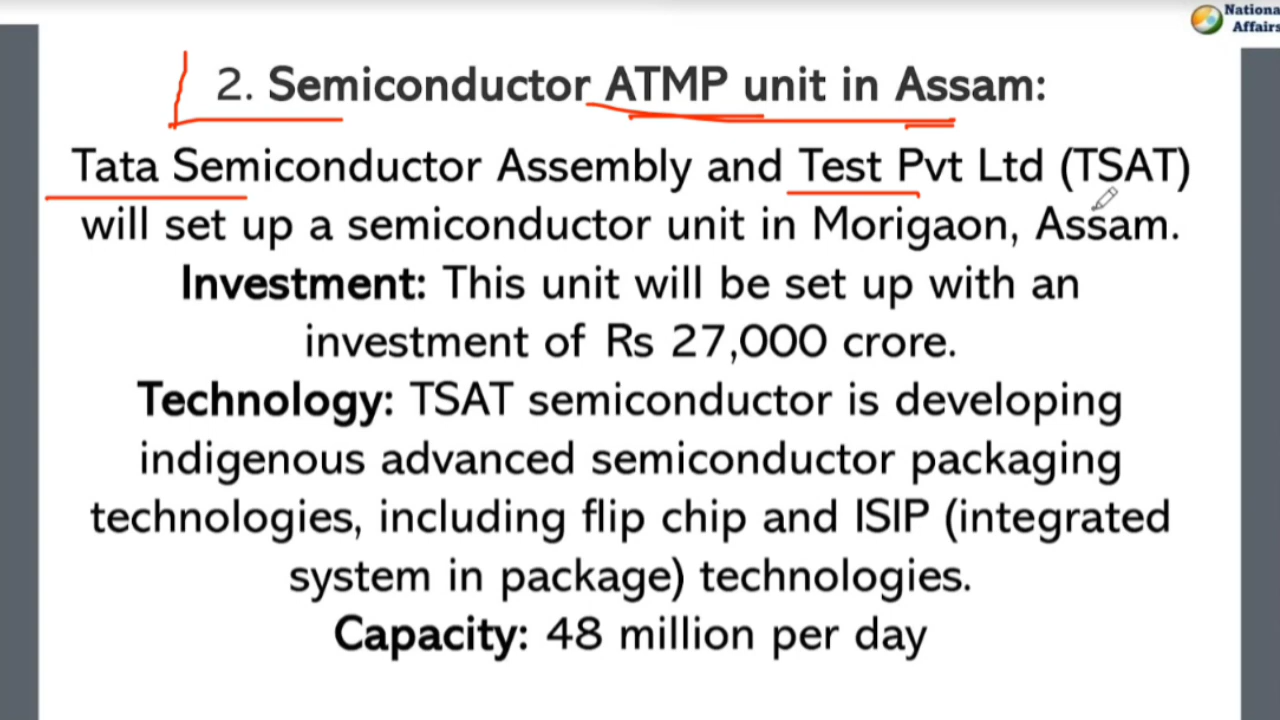 Nationa
Affairs
2. Semiconductor ATMP unit in Assam:
Tata Semiconductor Assembly and Test Pvt Ltd (TSAT)
will set up a semiconductor unit in Morigaon, Assam.
Investment: This unit will be set up with an
investment of Rs 27,000 crore.
Technology: TSAT semiconductor is developing
indigenous advanced semiconductor packaging
technologies, including flip chip and ISIP (integrated
system in package) technologies.
Capacity: 48 million per day